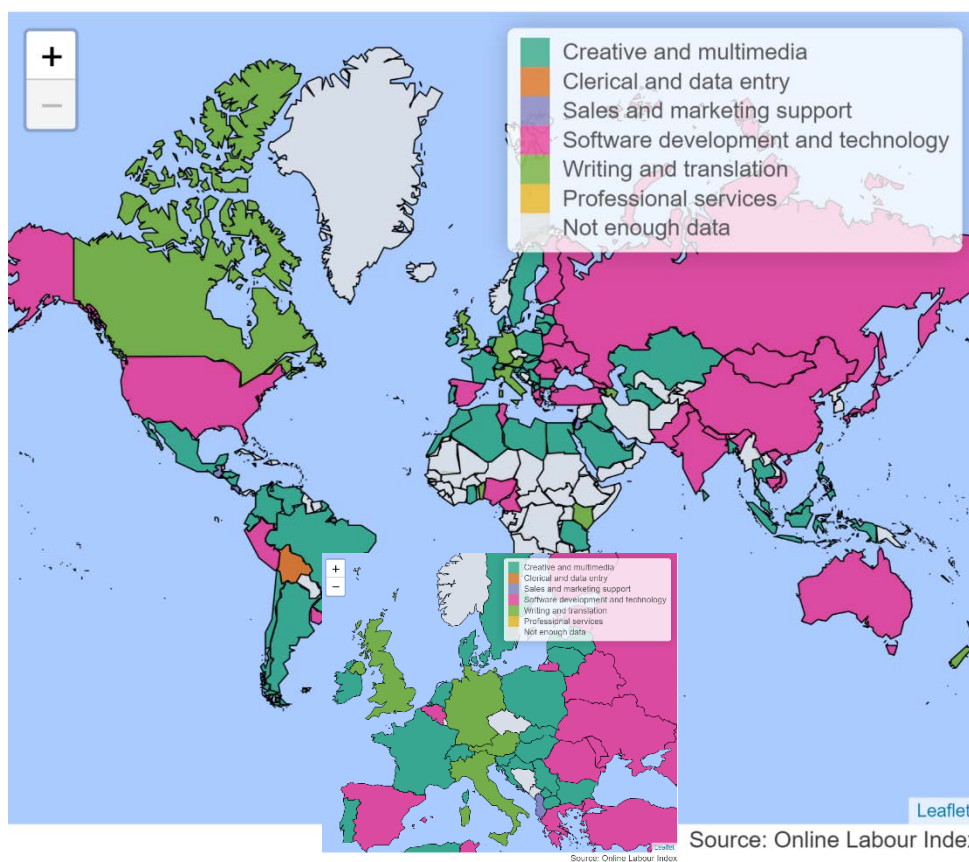 +
−
Creative and multimedia
Clerical and data entry
Sales and marketing support
Software development and technology
Writing and translation
Professional services
Not enough data
+
−
Creative and multimedia
Clerical and data entry
Sales and marketing support
Software development and technology
Writing and translation
Professional services
Not enough data
Leaflet
Source: Online Labour Index
Leaflet
Source: Online Labour Index